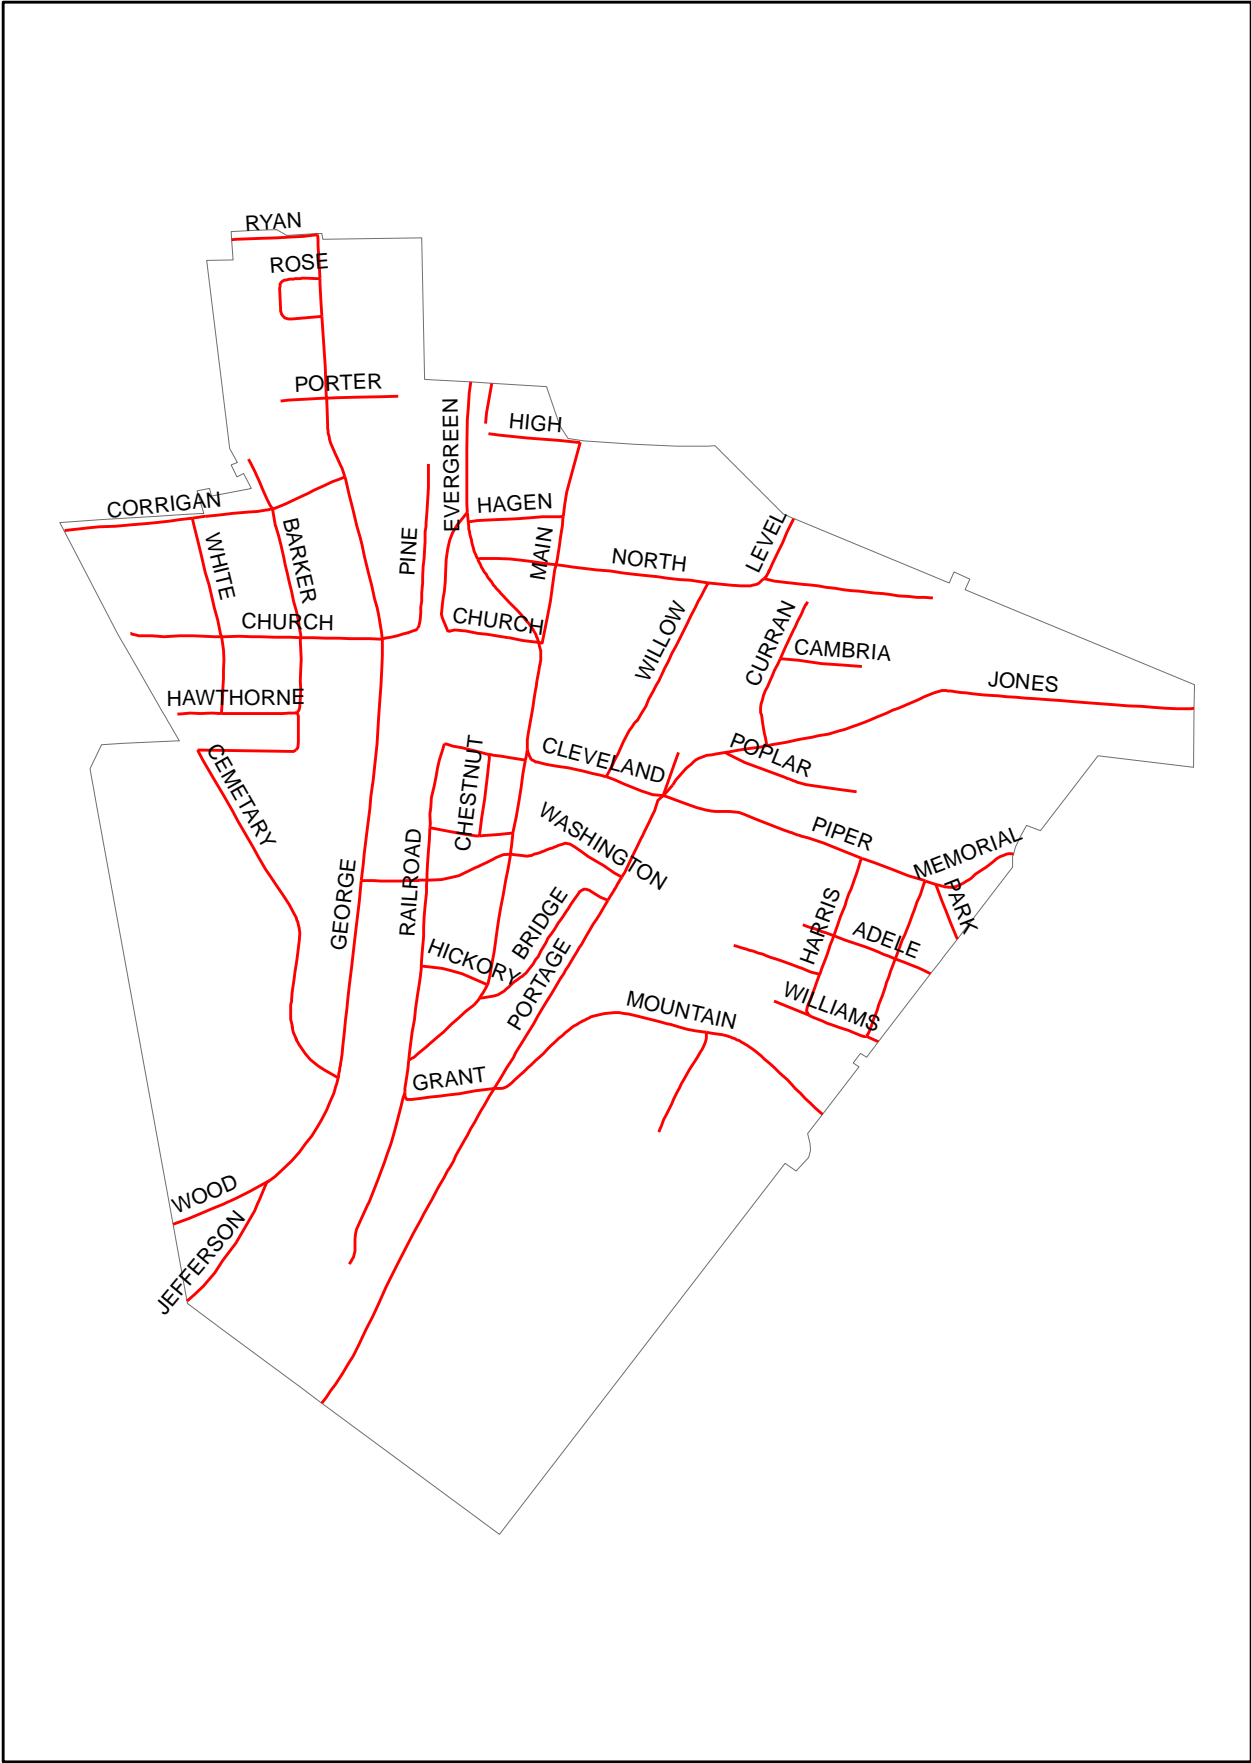 RYAN
ROSE
PORTER
HIGH
EVERGREEN
CORRIGAN
HAGEN
BARKER
WHITE
PINE
MAIN
NORTH
LEVEL
CHURCH
CHURCH
WILLOW
CURRAN
CAMBRIA
HAWTHORNE
JONES
CEMETARY
CHESTNUT
CLEVELAND
POPLAR
WASHINGTON
PIPER
MEMORIAL
GEORGE
RAILROAD
BRIDGE
HARRIS
PARK
ADELE
HICKORY
PORTAGE
WILLIAMS
MOUNTAIN
GRANT
WOOD
JEFFERSON